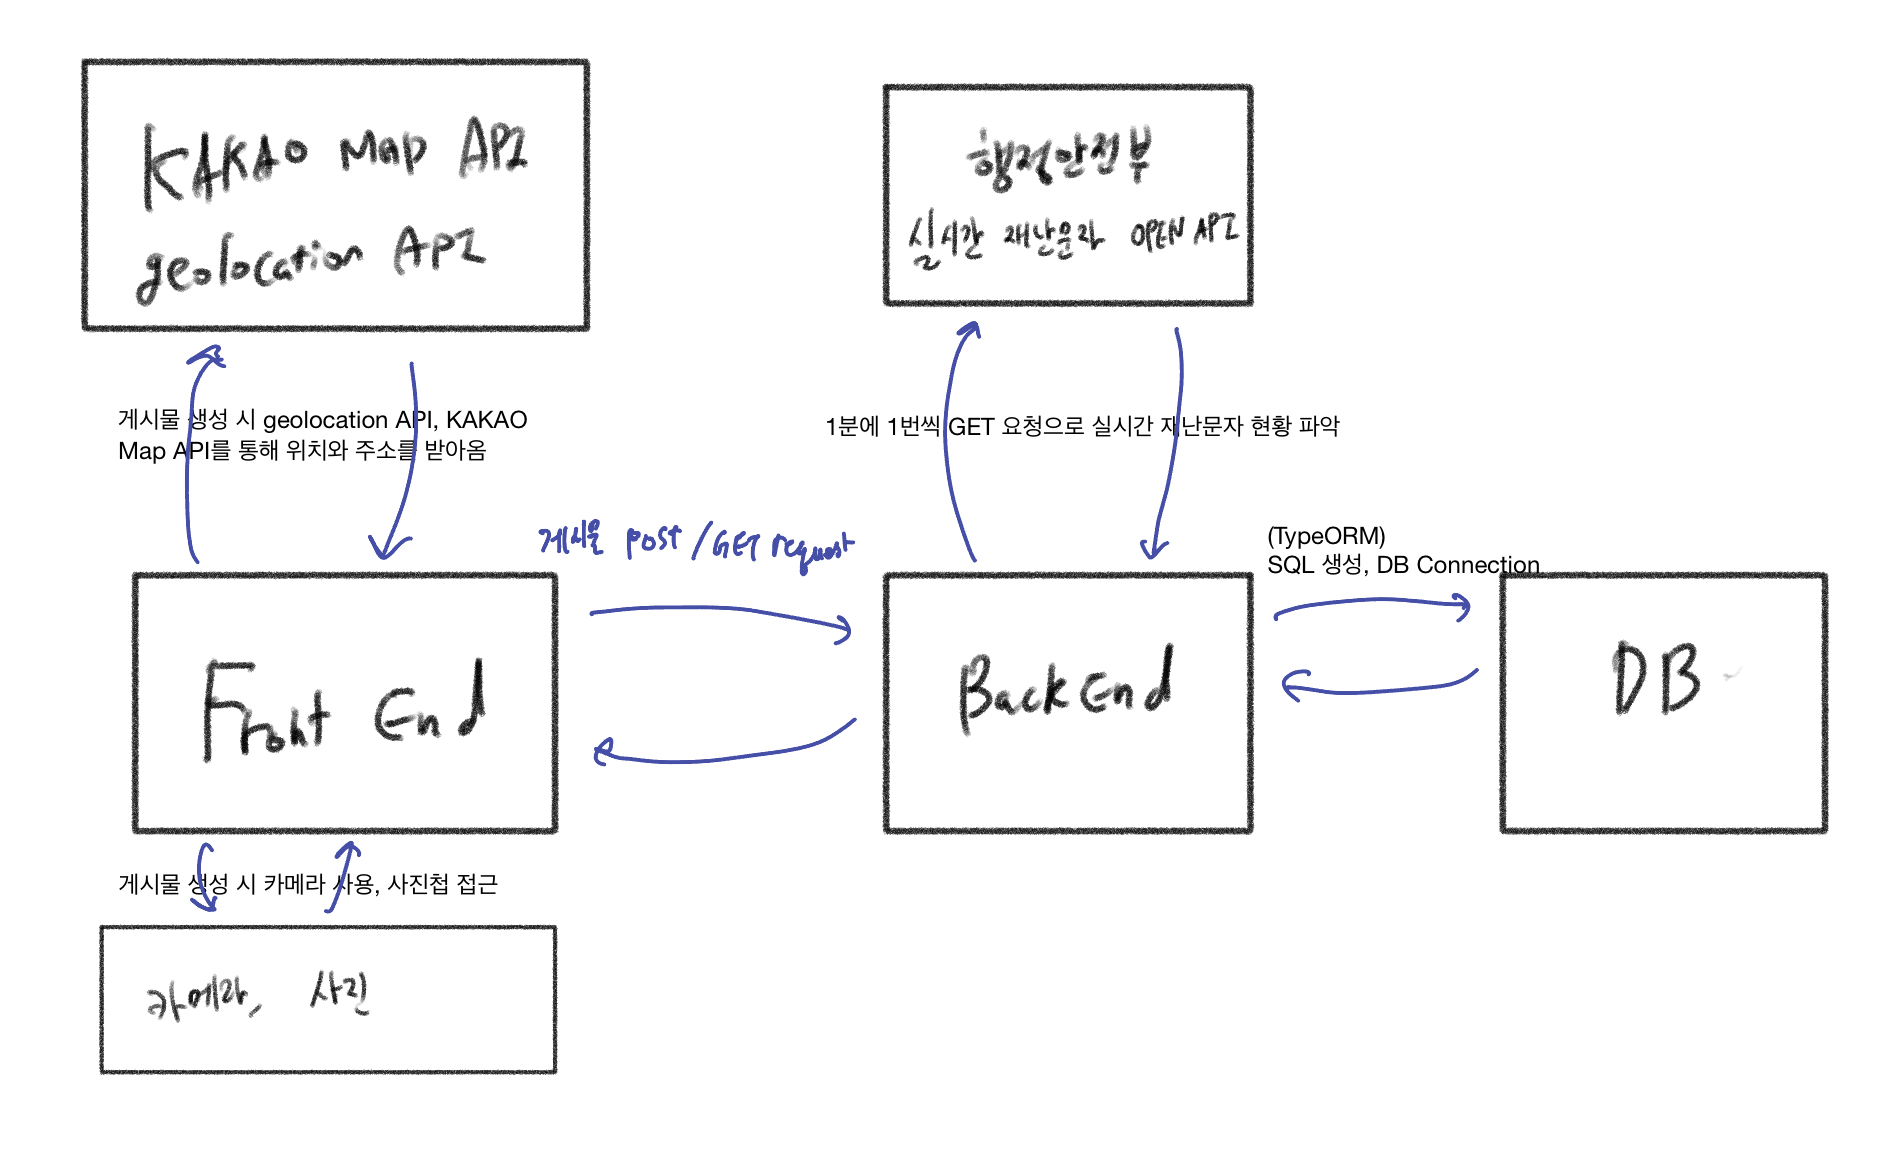 KAKAO Map API
geolocation API
행정안전부
실시간 재난문자 OPEN API
게시물 생성 시 geolocation API, KAKAO
Map API를 통해 위치와 주소를 받아옴
1분에 1번씩 GET 요청으로 실시간 재난문자 현황 파악
게시물 post/GET request
(TypeORM)
SQL 생성, DB Connection
Front End
Back End
DB
게시물 생성 시 카메라 사용, 사진첩 접근
카메라, 사진